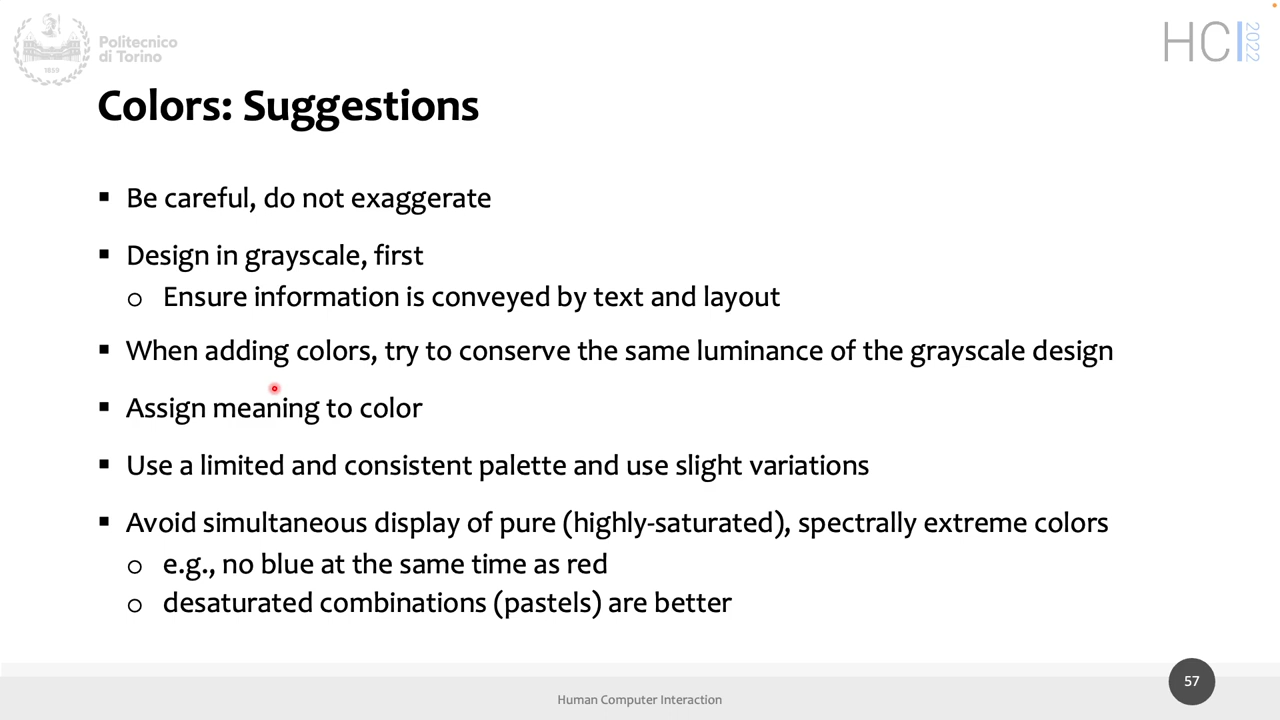 Politecnico
di Torino
1859
HCI 2022
Colors: Suggestions
▪ Be careful, do not exaggerate
▪ Design in grayscale, first
o Ensure information is conveyed by text and layout
▪ When adding colors, try to conserve the same luminance of the grayscale design
▪ Assign meaning to color
▪ Use a limited and consistent palette and use slight variations
▪ Avoid simultaneous display of pure (highly-saturated), spectrally extreme colors
o e.g., no blue at the same time as red
o desaturated combinations (pastels) are better
Human Computer Interaction
57